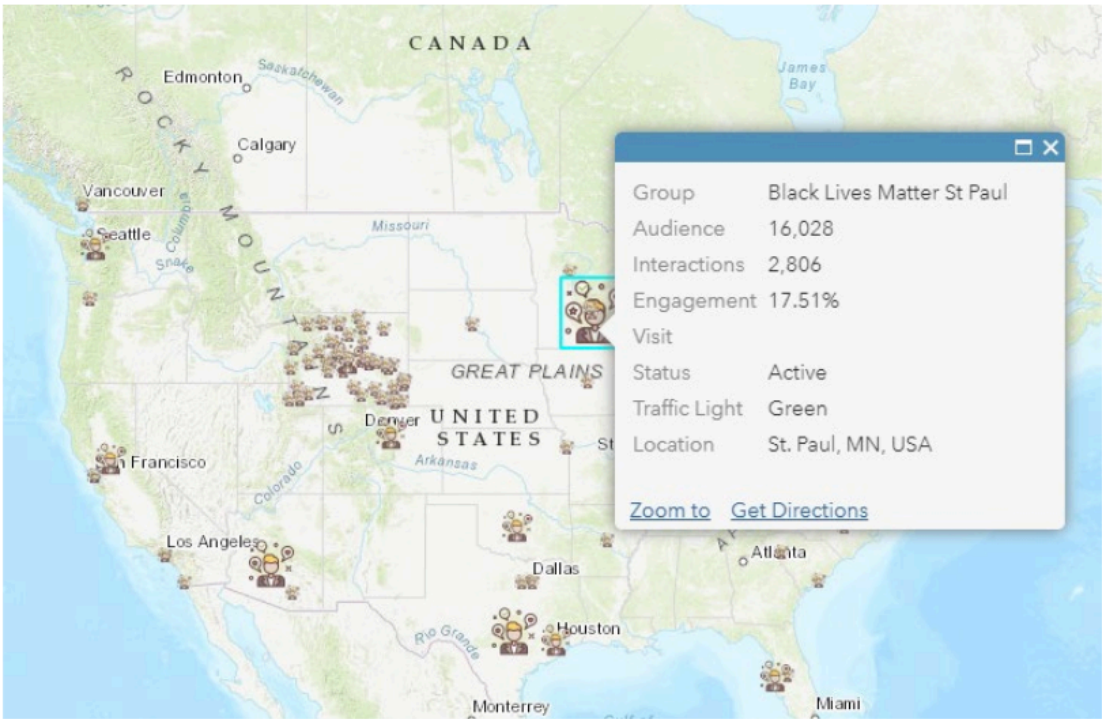 CANADA
Edmonton
Saskatchewan
James
Bay
Calgary
ROCKY MOUNTAINS
Vancouver
Columbia
Missouri
Seattle
Snake
Group Black Lives Matter St Paul
Audience 16,028
Interactions 2,806
Engagement 17.51%
Visit
Status Active
Traffic Light Green
Location St. Paul, MN, USA
Zoom to Get Directions
GREAT PLAINS
Denver
UNITED
STATES
St
Arkansas
n Francisco
Colorado
Los Angeles
Atlanta
Dallas
Rio Grande
Houston
Monterrey
Miami